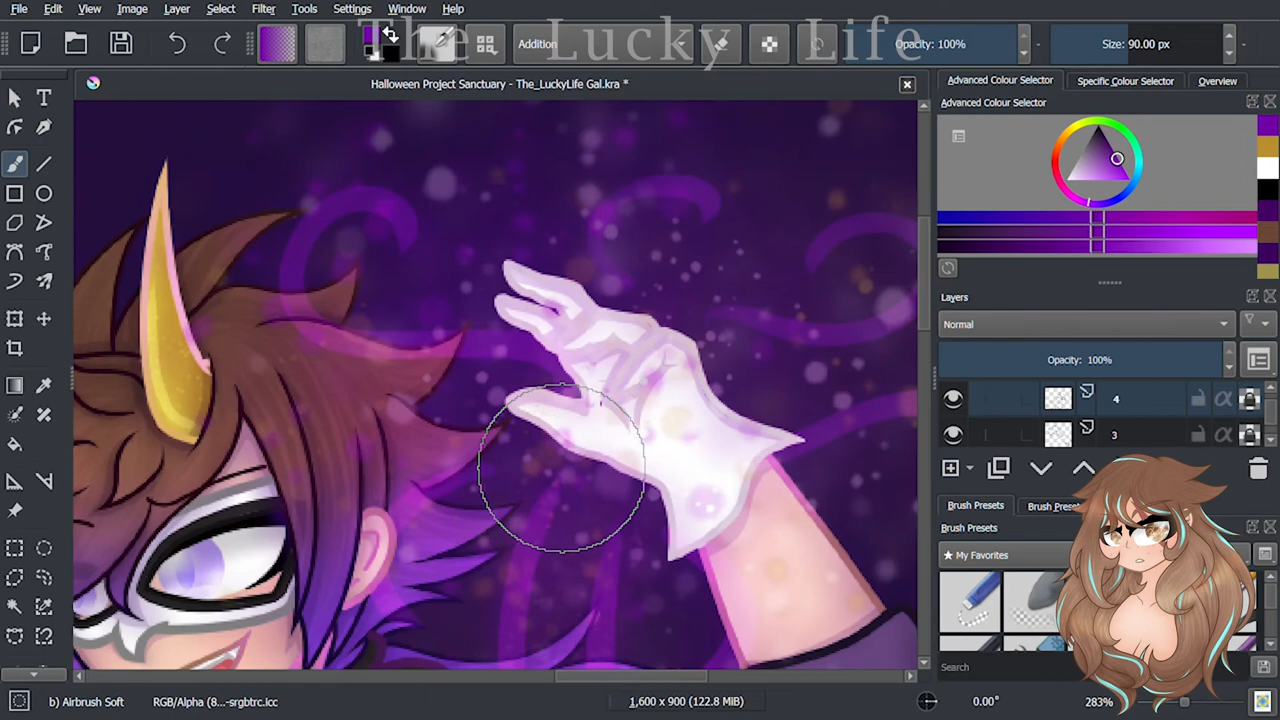 File Edit View Image Layer Select Filter Tools Settings Window Help
The Lucky Life
Addition
Opacity: 100%
Size: 90.00 px
Halloween Project Sanctuary - The_LuckyLife Gal.kra *
Advanced Colour Selector
Specific Colour Selector
Overview
Advanced Colour Selector
Layers
Normal
Opacity: 100%
4
3
Brush Presets
Brush Prese
Brush Presets
★ My Favorites
Search
b) Airbrush Soft
RGB/Alpha (8...-srgbtrc.icc
1,600 x 900 (122.8 MiB)
0.00°
283%